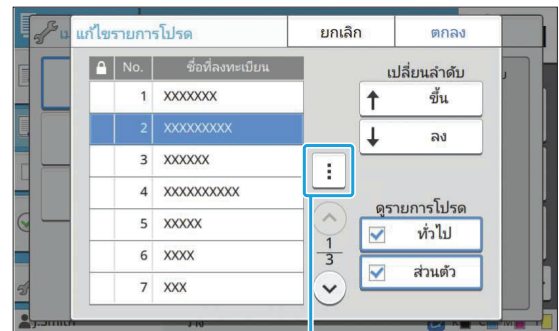 แก้ไขรายการโปรด
ยกเลิก
ตกลง
No. ชื่อที่ลงทะเบียน
1 XXXXXXX
2 XXXXXXXXX
3 XXXXXX
4 XXXXXXXXXX
5 XXXXX
6 XXXX
7 XXX
1
3
เปลี่ยนลำดับ
ขึ้น
ลง
ดูรายการโปรด
ทั่วไป
ส่วนตัว